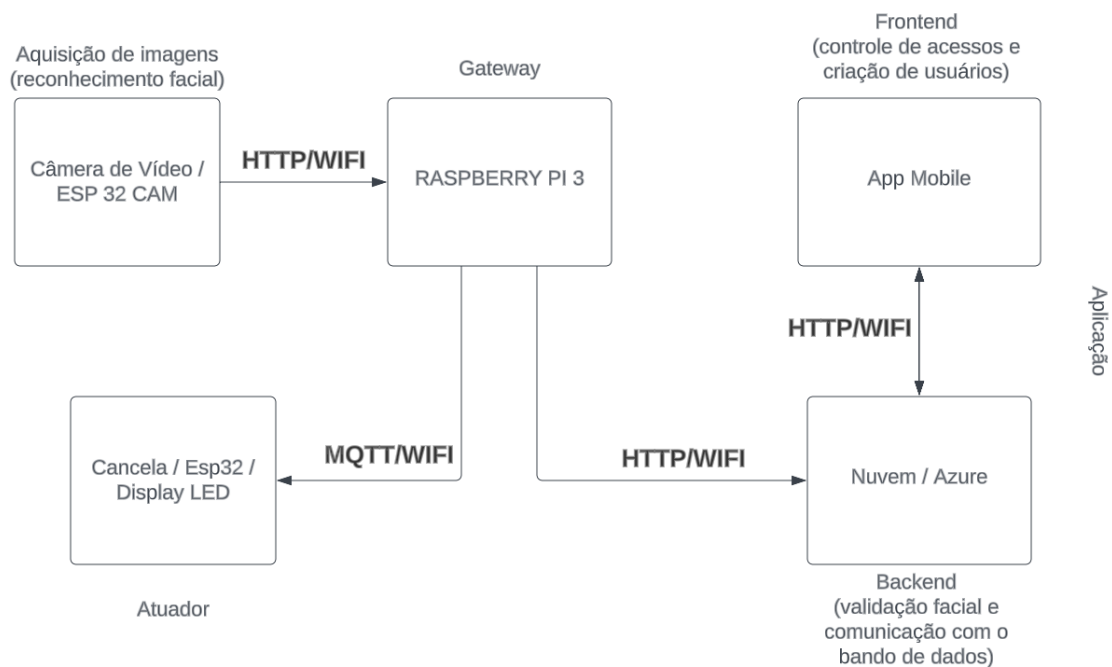 Aquisição de imagens
(reconhecimento facial)
Gateway
Frontend
(controle de acessos e
criação de usuários)
Câmera de Vídeo /
ESP 32 CAM
HTTP/WIFI
RASPBERRY PI 3
App Mobile
HTTP/WIFI
Aplicação
Cancela / Esp32 /
Display LED
MQTT/WIFI
HTTP/WIFI
Nuvem / Azure
Atuador
Backend
(validação facial e
comunicação com o
bando de dados)